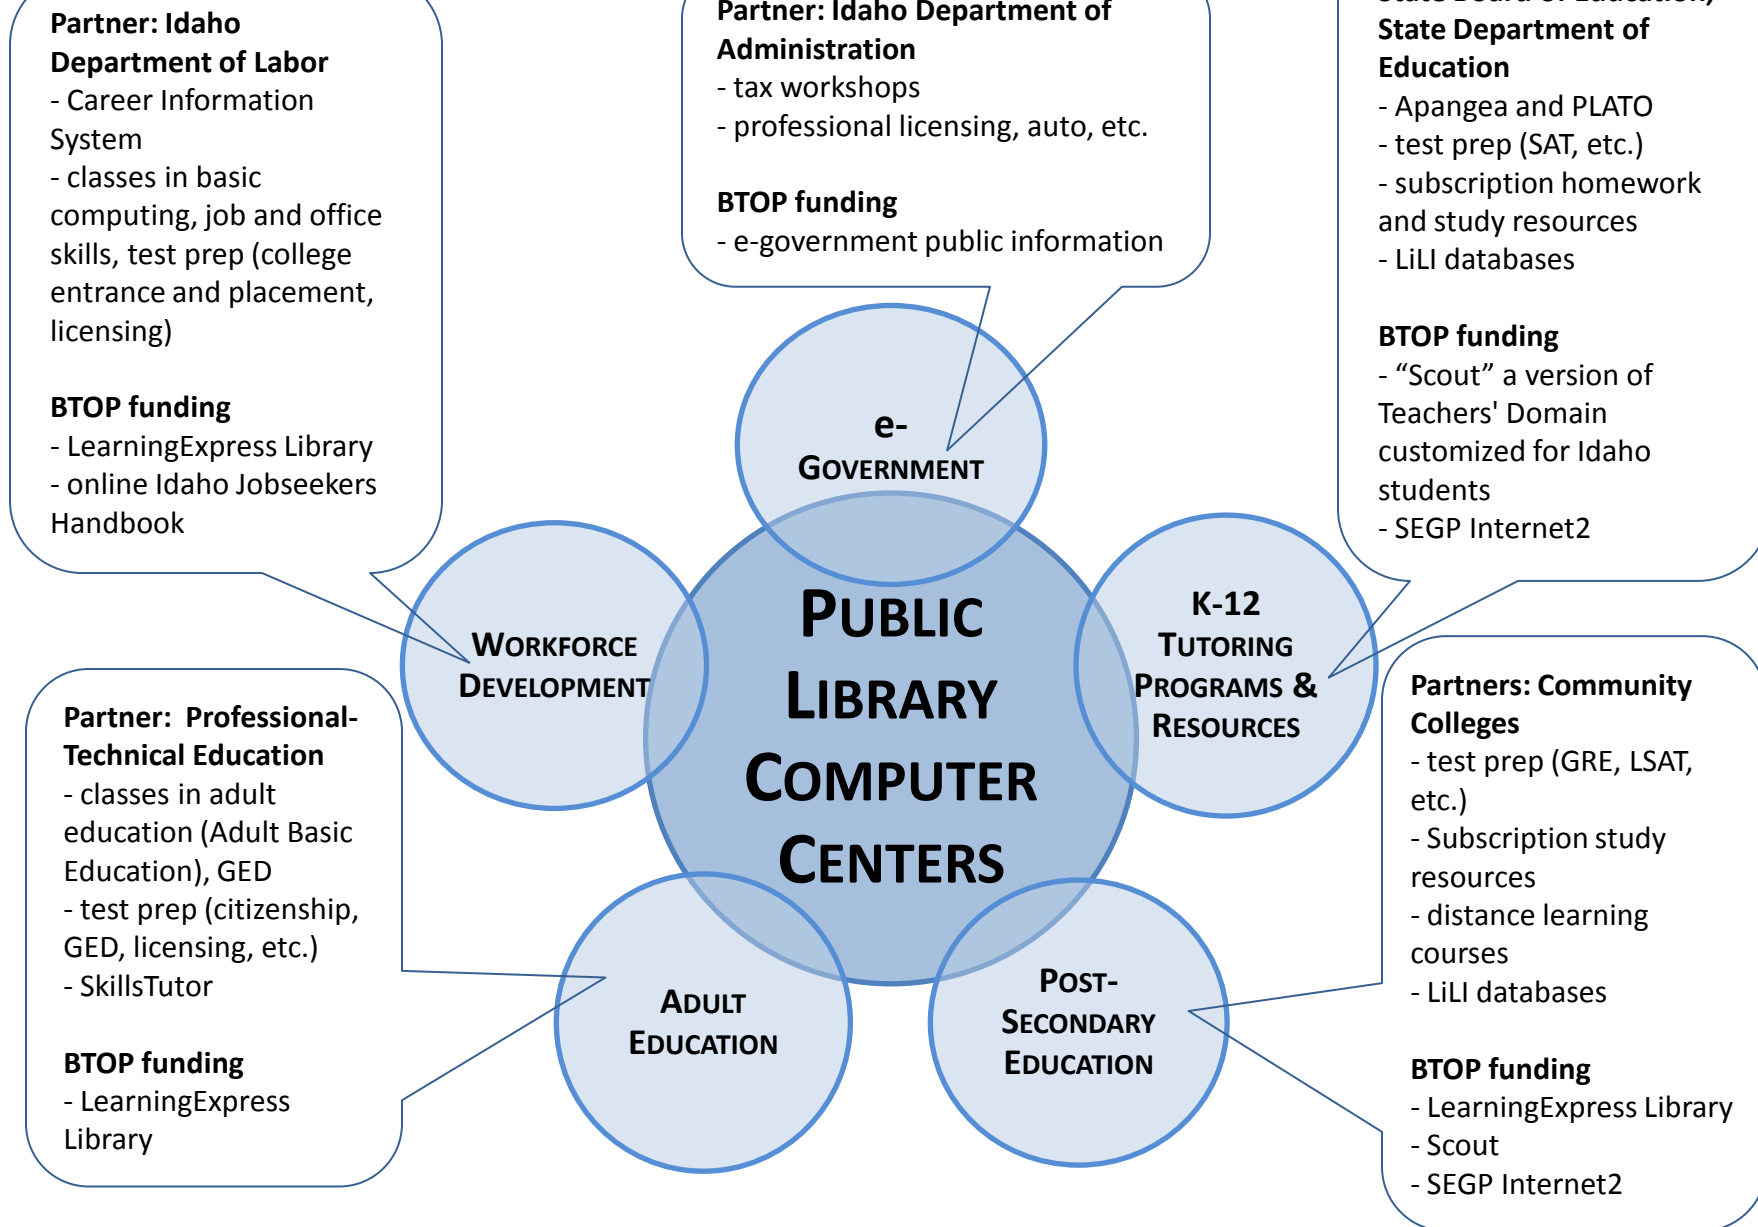 Partner: Idaho
Department of Labor
- Career Information
System
- classes in basic
computing, job and office
skills, test prep (college
entrance and placement,
licensing)
BTOP funding
- LearningExpress Library
- online Idaho Jobseekers
Handbook
Partner: Idaho Department of
Administration
- tax workshops
- professional licensing, auto, etc.
BTOP funding
- e-government public information
State Board of Education,
State Department of
Education
- Apangea and PLATO
- test prep (SAT, etc.)
- subscription homework
and study resources
- LiLI databases
BTOP funding
- “Scout” a version of
Teachers' Domain
customized for Idaho
students
- SEGP Internet2
e-
GOVERNMENT
WORKFORCE
DEVELOPMENT
PUBLIC
LIBRARY
COMPUTER
CENTERS
K-12
TUTORING
PROGRAMS &
RESOURCES
Partner:  Professional-
Technical Education
- classes in adult
education (Adult Basic
Education), GED
- test prep (citizenship,
GED, licensing, etc.)
- SkillsTutor
BTOP funding
- LearningExpress
Library
ADULT
EDUCATION
POST-
SECONDARY
EDUCATION
Partners: Community
Colleges
- test prep (GRE, LSAT,
etc.)
- Subscription study
resources
- distance learning
courses
- LiLI databases
BTOP funding
- LearningExpress Library
- Scout
- SEGP Internet2